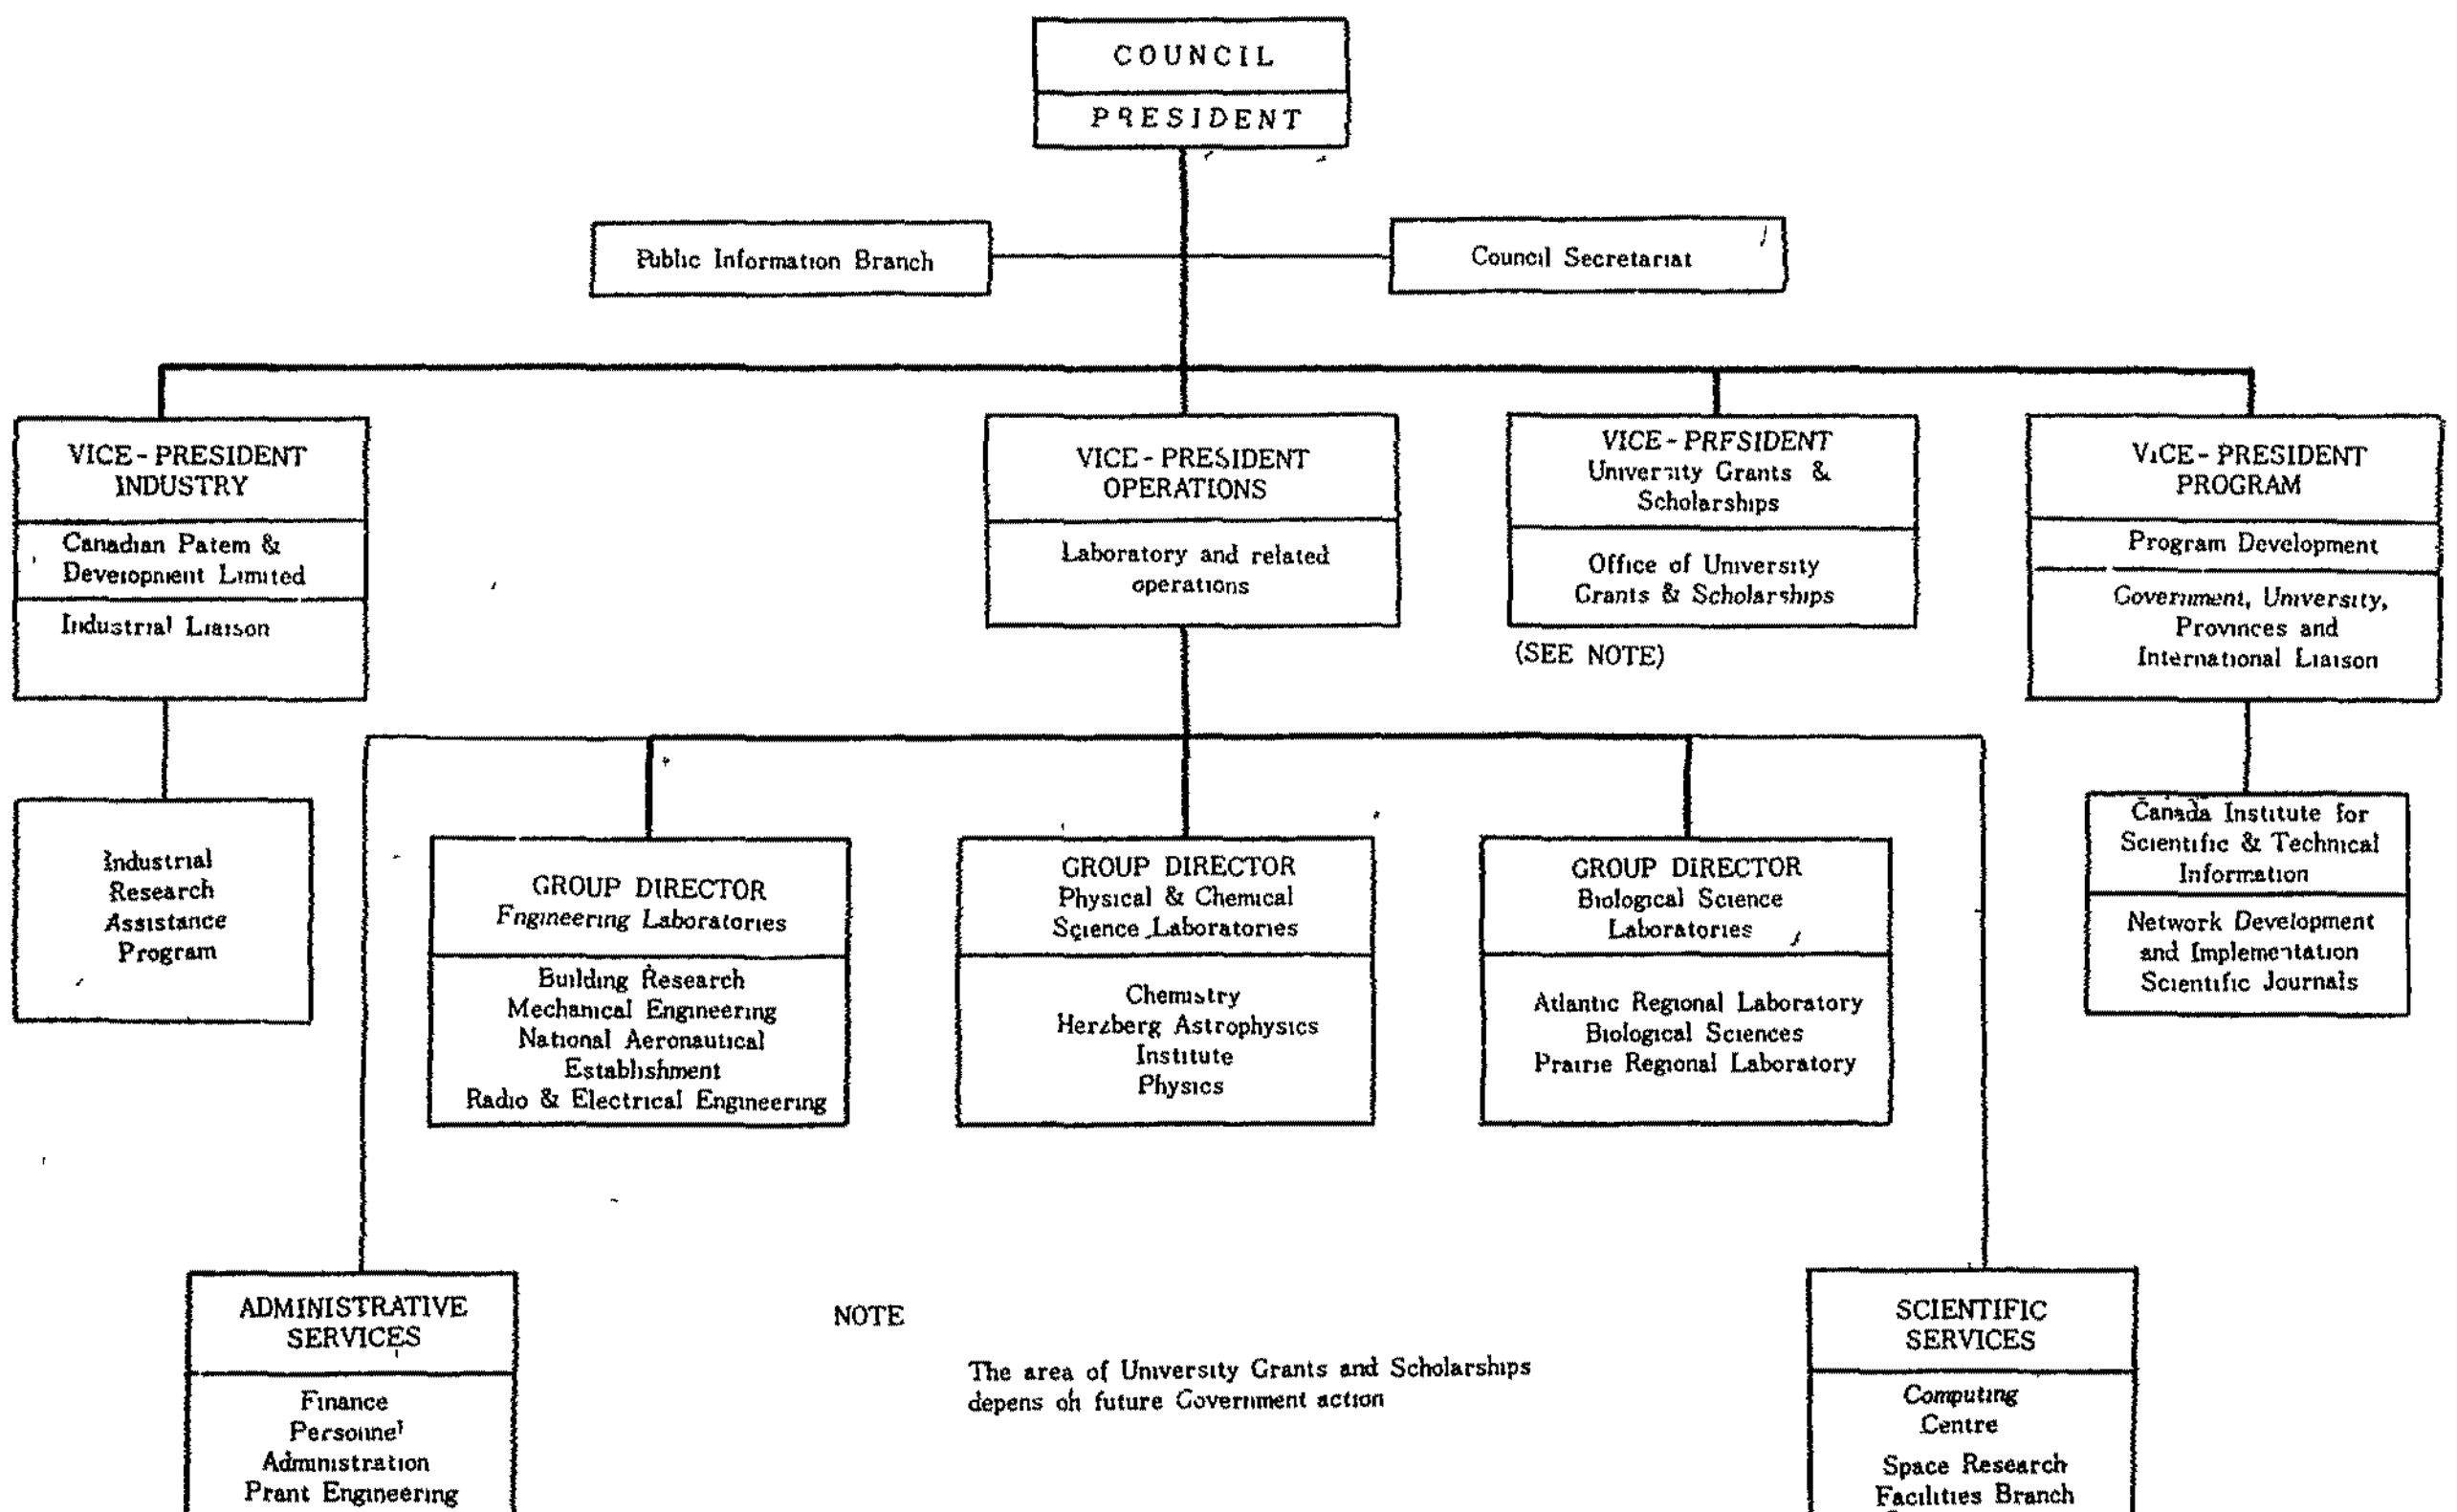 COUNCIL
PRESIDENT
Public Information Branch
Council Secretariat
VICE - PRESIDENT
INDUSTRY
Canadian Patem &
Development Limited
Industrial Liaison
VICE - PRESIDENT
OPERATIONS
Laboratory and related
operations
VICE - PRFSIDENT
University Grants &
Scholarships
Office of University
Grants & Scholarships
(SEE NOTE)
VICE - PRESIDENT
PROGRAM
Program Development
Government, University,
Provinces and
International Liaison
Industrial
Research
Assistance
Program
GROUP DIRECTOR
Fngineering Laboratories
Building Research
Mechanical Engineering
National Aeronautical
Establishment
Radio & Electrical Engineering
GROUP DIRECTOR
Physical & Chemical
Science Laboratories
Chemistry
Herzberg Astrophysics
Institute
Physics
GROUP DIRECTOR
Biological Science
Laboratories
Atlantic Regional Laboratory
Biological Sciences
Prairie Regional Laboratory
Canada Institute for
Scientific & Technical
Information
Network Development
and Implementation
Scientific Journals
ADMINISTRATIVE
SERVICES
Finance
Personnel
Administration
Prant Engineering
NOTE
The area of University Grants and Scholarships
depens oh future Government action
SCIENTIFIC
SERVICES
Computing
Centre
Space Research
Facilities Branch